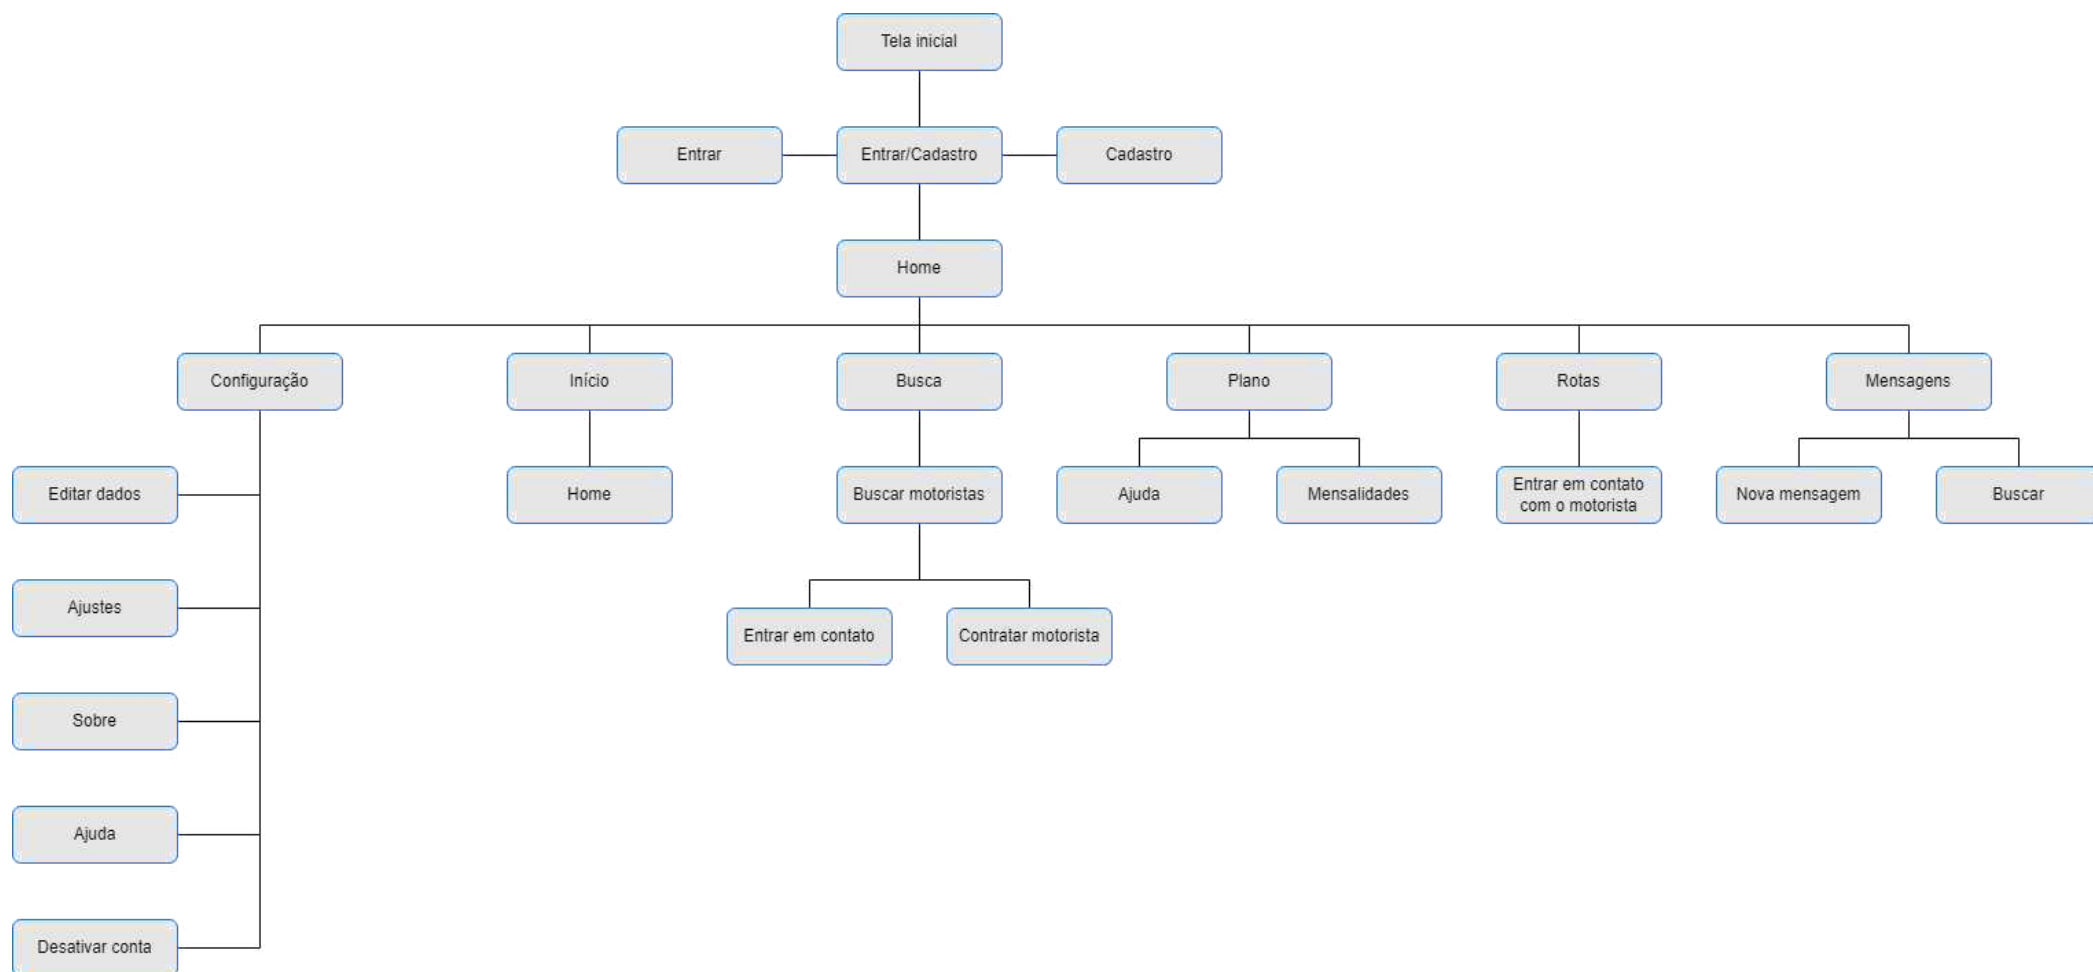 Tela inicial
Entrar
Entrar/Cadastro
Cadastro
Home
Configuração
Início
Busca
Plano
Rotas
Mensagens
Editar dados
Home
Buscar motoristas
Ajuda
Mensalidades
Entrar em contato
com o motorista
Nova mensagem
Buscar
Ajustes
Entrar em contato
Contratar motorista
Sobre
Ajuda
Desativar conta